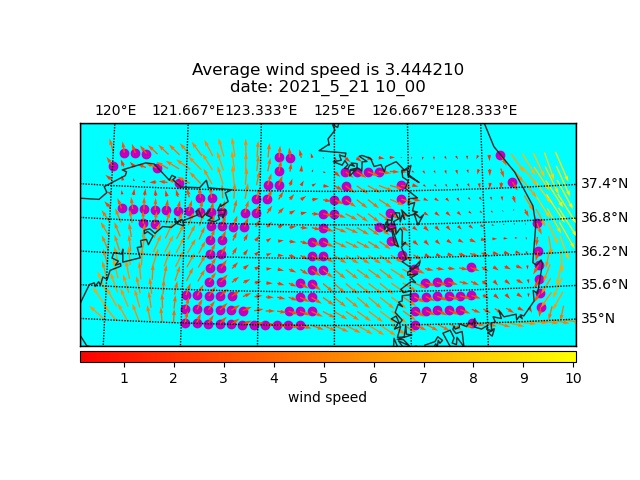 Average wind speed is 3.444210
date: 2021_5_21 10_00
120°E 121.667°E 123.333°E 125°E 126.667°E 128.333°E
37.4°N
36.8°N
36.2°N
35.6°N
35°N
1 2 3 4 5 6 7 8 9 10
wind speed